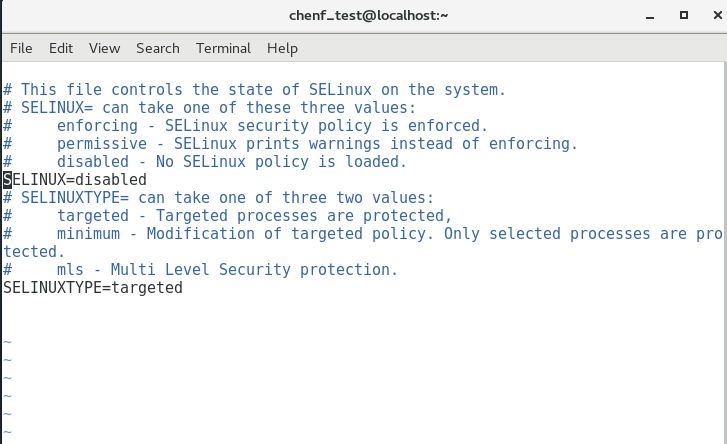 chenf_test@localhost:~
File Edit View Search Terminal Help
# This file controls the state of SELinux on the system.
# SELINUX= can take one of these three values:
#     enforcing - SELinux security policy is enforced.
#     permissive - SELinux prints warnings instead of enforcing.
#     disabled - No SELinux policy is loaded.
SELINUX=disabled
# SELINUXTYPE= can take one of three two values:
#     targeted - Targeted processes are protected,
#     minimum - Modification of targeted policy. Only selected processes are pro
tected.
#     mls - Multi Level Security protection.
SELINUXTYPE=targeted
~
~
~
~
~
~